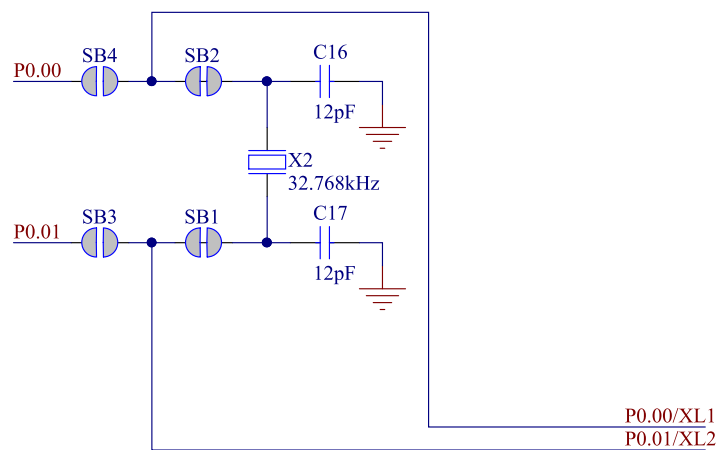 SB4
SB2
C16
P0.00
12pF
X2
32.768kHz
SB3
SB1
C17
P0.01
12pF
P0.00/XL1
P0.01/XL2